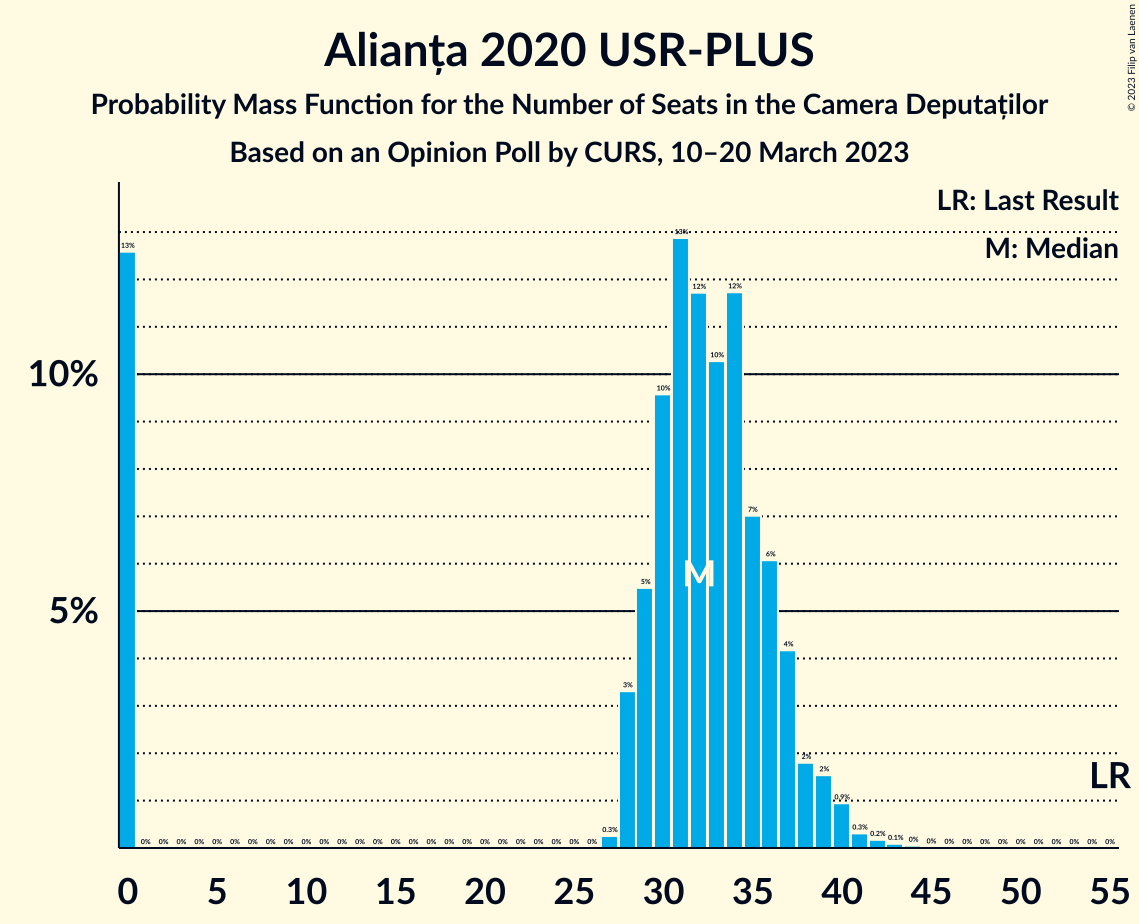 Alianța 2020 USR-PLUS
Probability Mass Function for the Number of Seats in the Camera Deputaților
Based on an Opinion Poll by CURS, 10–20 March 2023
© 2023 Filip van Laenen
LR: Last Result
M: Median
10%
5%
13% 0% 0% 0% 0% 0% 0% 0% 0% 0% 0% 0% 0% 0% 0% 0% 0% 0% 0% 0% 0% 0% 0% 0% 0% 0% 0% 0.3% 3% 5% 10% 13% 12% 10% 12% 7% 6% 4% 2% 2% 0.9% 0.3% 0.2% 0.1% 0% 0% 0% 0% 0% 0% 0% 0% 0% 0% 0% 0%
M
LR
0 5 10 15 20 25 30 35 40 45 50 55